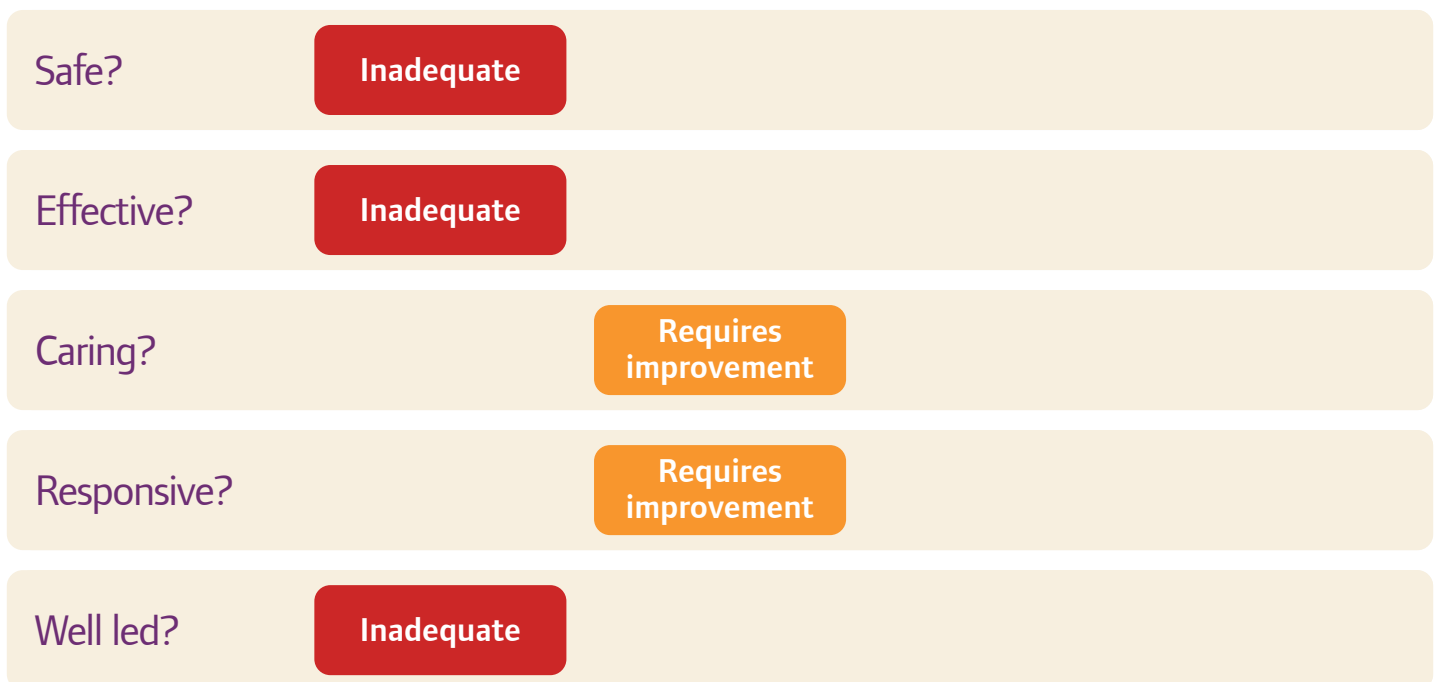 Safe?
Inadequate
Effective?
Inadequate
Caring?
Requires
improvement
Responsive?
Requires
improvement
Well led?
Inadequate